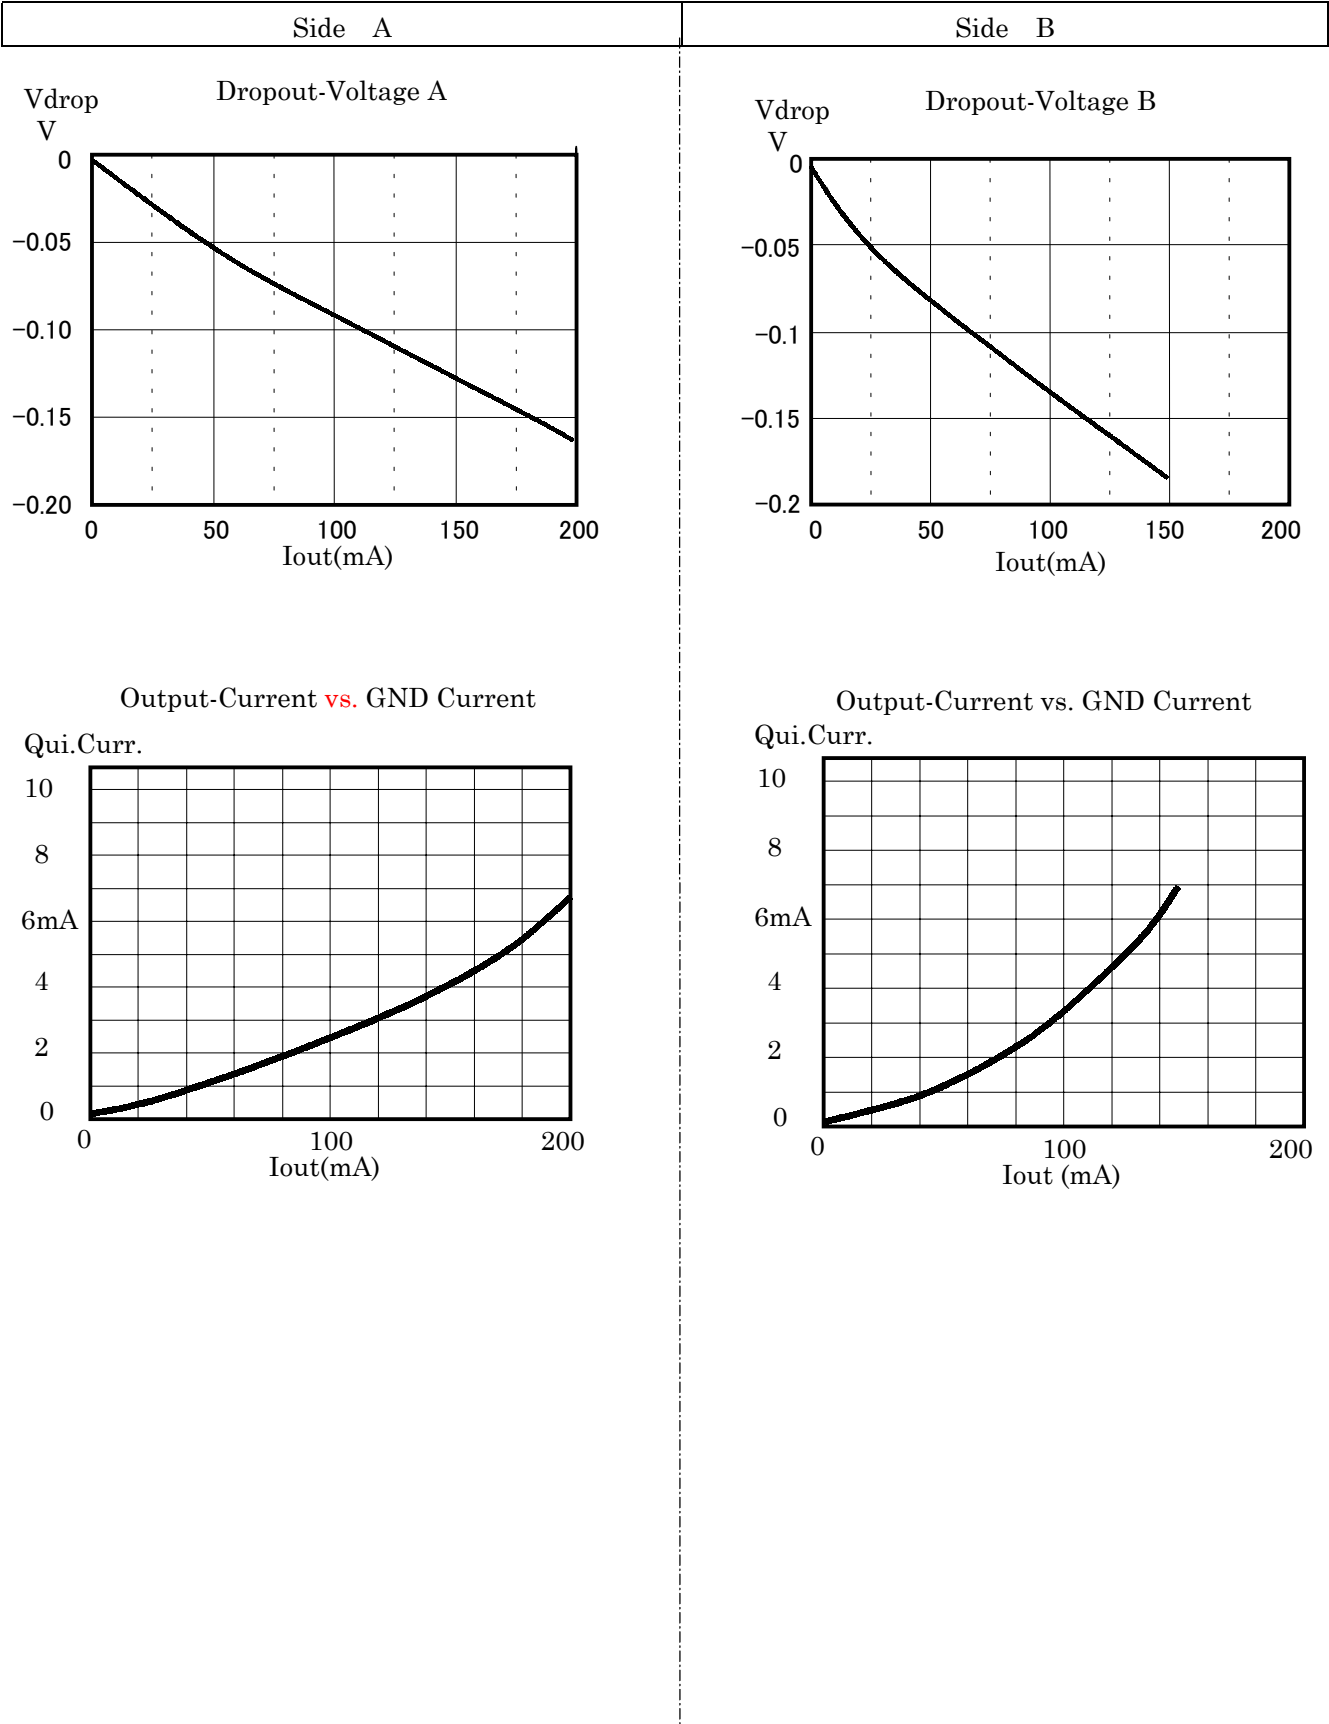 Side A
Side B
Dropout-Voltage A
Vdrop
V
0
−0.05
−0.10
−0.15
−0.20
0 50 100 150 200
Iout(mA)
Dropout-Voltage B
Vdrop
V
0
−0.05
−0.1
−0.15
−0.2
0 50 100 150 200
Iout(mA)
Output-Current vs. GND Current
Qui.Curr.
10
8
6mA
4
2
0
0 100 200
Iout(mA)
Output-Current vs. GND Current
Qui.Curr.
10
8
6mA
4
2
0
0 100 200
Iout (mA)